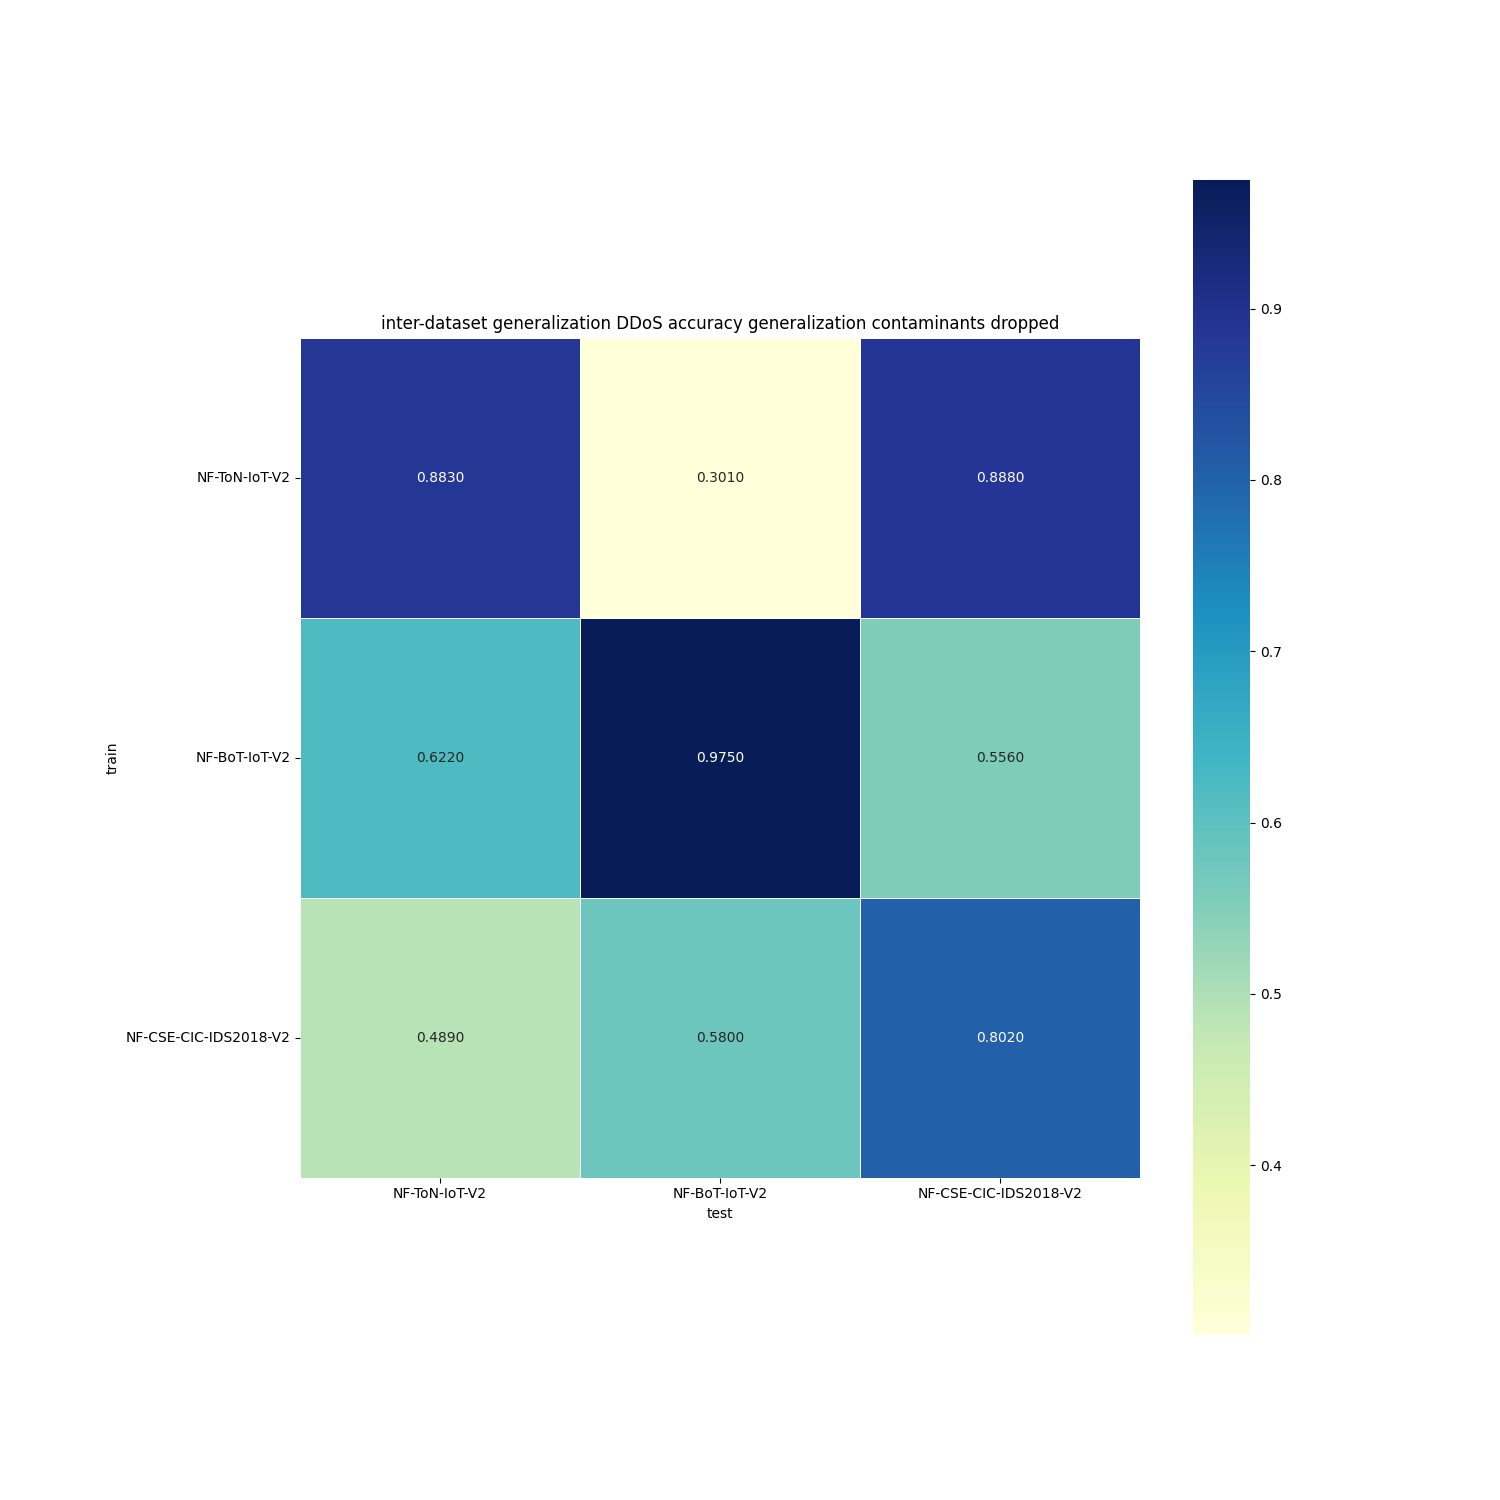 inter-dataset generalization DDoS accuracy generalization contaminants dropped
0.9
NF-ToN-IoT-V2
0.8830
0.3010
0.8880
0.8
0.7
train
NF-BoT-IoT-V2
0.6220
0.9750
0.5560
0.6
0.5
NF-CSE-CIC-IDS2018-V2
0.4890
0.5800
0.8020
0.4
NF-ToN-IoT-V2
NF-BoT-IoT-V2
NF-CSE-CIC-IDS2018-V2
test